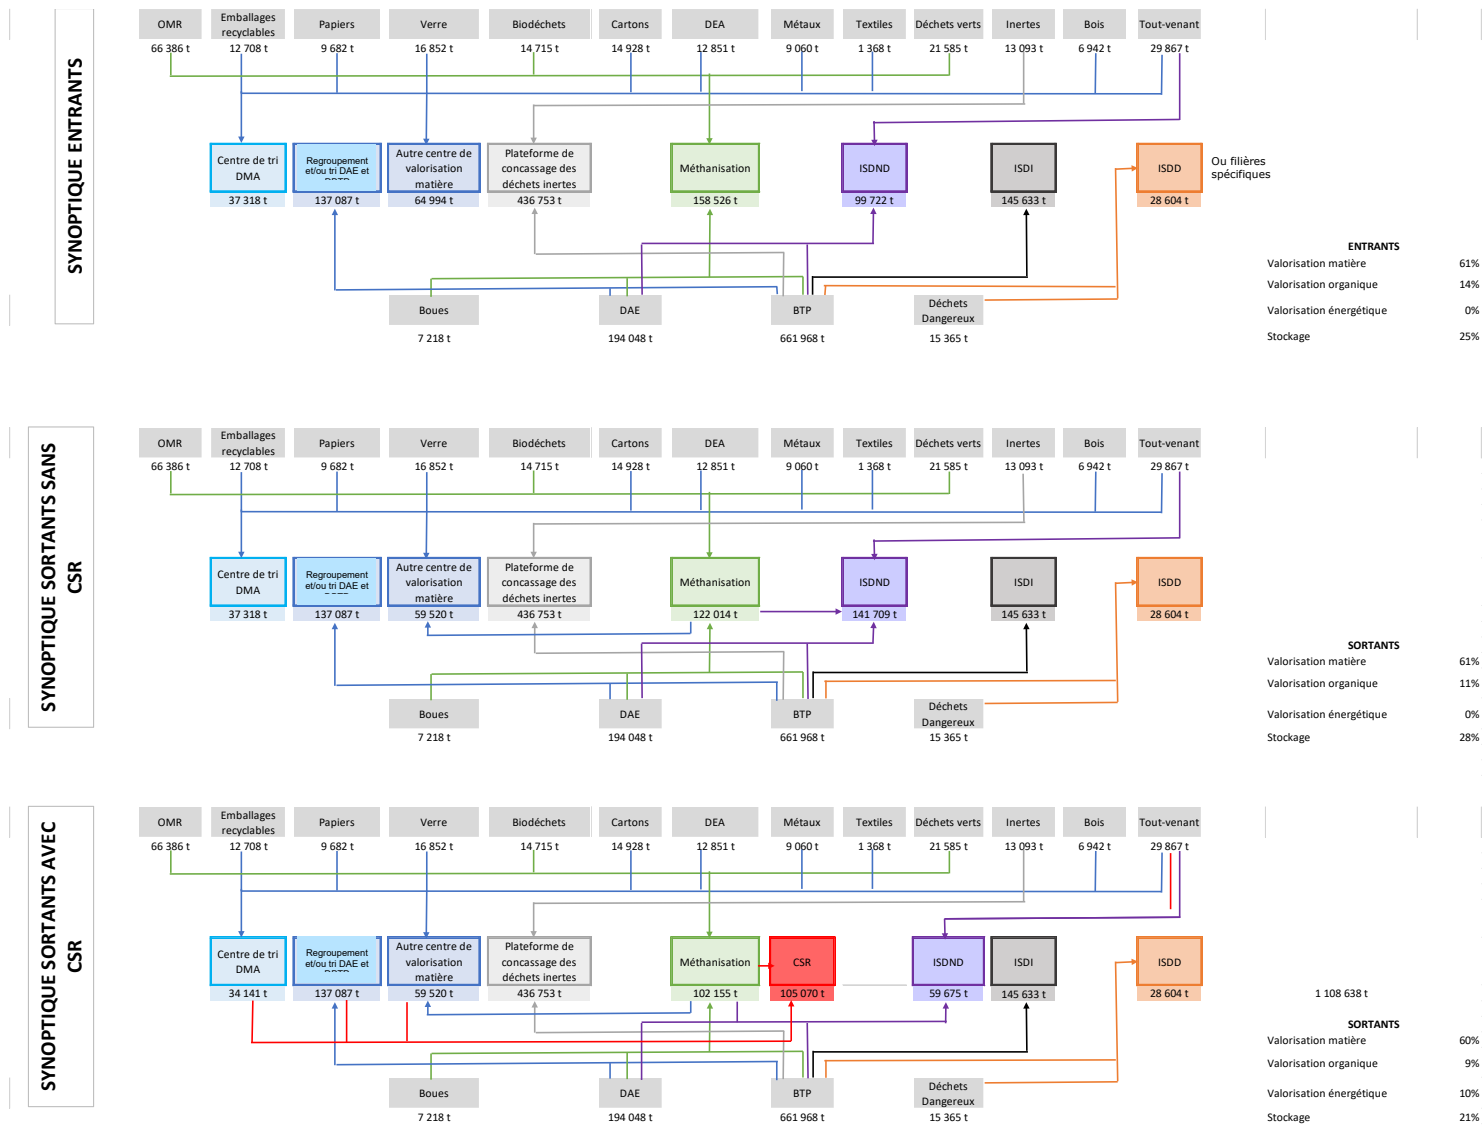 SYNOPTIQUE ENTRANTS
OMR
Emballages
recyclables
Papiers
Verre
Biodéchets
Cartons
DEA
Métaux
Textiles
Déchets verts
Inertes
Bois
Tout-venant
66 386 t
12 708 t
9 682 t
16 852 t
14 715 t
14 928 t
12 851 t
9 060 t
1 368 t
21 585 t
13 093 t
6 942 t
29 867 t
Centre de tri
DMA
Regroupement
et/ou tri DAE et
Autre centre de
valorisation
matière
Plateforme de
concassage des
déchets inertes
Méthanisation
ISDND
ISDI
ISDD
Ou filières
spécifiques
37 318 t
137 087 t
64 994 t
436 753 t
158 526 t
99 722 t
145 633 t
28 604 t
Boues
DAE
BTP
Déchets
Dangereux
7 218 t
194 048 t
661 968 t
15 365 t
ENTRANTS
Valorisation matière 61%
Valorisation organique 14%
Valorisation énergétique 0%
Stockage 25%
SYNOPTIQUE SORTANTS SANS
CSR
OMR
Emballages
recyclables
Papiers
Verre
Biodéchets
Cartons
DEA
Métaux
Textiles
Déchets verts
Inertes
Bois
Tout-venant
66 386 t
12 708 t
9 682 t
16 852 t
14 715 t
14 928 t
12 851 t
9 060 t
1 368 t
21 585 t
13 093 t
6 942 t
29 867 t
Centre de tri
DMA
Regroupement
et/ou tri DAE et
Autre centre de
valorisation
matière
Plateforme de
concassage des
déchets inertes
Méthanisation
ISDND
ISDI
ISDD
37 318 t
137 087 t
59 520 t
436 753 t
122 014 t
141 709 t
145 633 t
28 604 t
Boues
DAE
BTP
Déchets
Dangereux
7 218 t
194 048 t
661 968 t
15 365 t
SORTANTS
Valorisation matière 61%
Valorisation organique 11%
Valorisation énergétique 0%
Stockage 28%
SYNOPTIQUE SORTANTS AVEC
CSR
OMR
Emballages
recyclables
Papiers
Verre
Biodéchets
Cartons
DEA
Métaux
Textiles
Déchets verts
Inertes
Bois
Tout-venant
66 386 t
12 708 t
9 682 t
16 852 t
14 715 t
14 928 t
12 851 t
9 060 t
1 368 t
21 585 t
13 093 t
6 942 t
29 867 t
Centre de tri
DMA
Regroupement
et/ou tri DAE et
Autre centre de
valorisation
matière
Plateforme de
concassage des
déchets inertes
Méthanisation
CSR
ISDND
ISDI
ISDD
34 141 t
137 087 t
59 520 t
436 753 t
102 155 t
105 070 t
59 675 t
145 633 t
28 604 t
1 108 638 t
Boues
DAE
BTP
Déchets
Dangereux
7 218 t
194 048 t
661 968 t
15 365 t
SORTANTS
Valorisation matière 60%
Valorisation organique 9%
Valorisation énergétique 10%
Stockage 21%